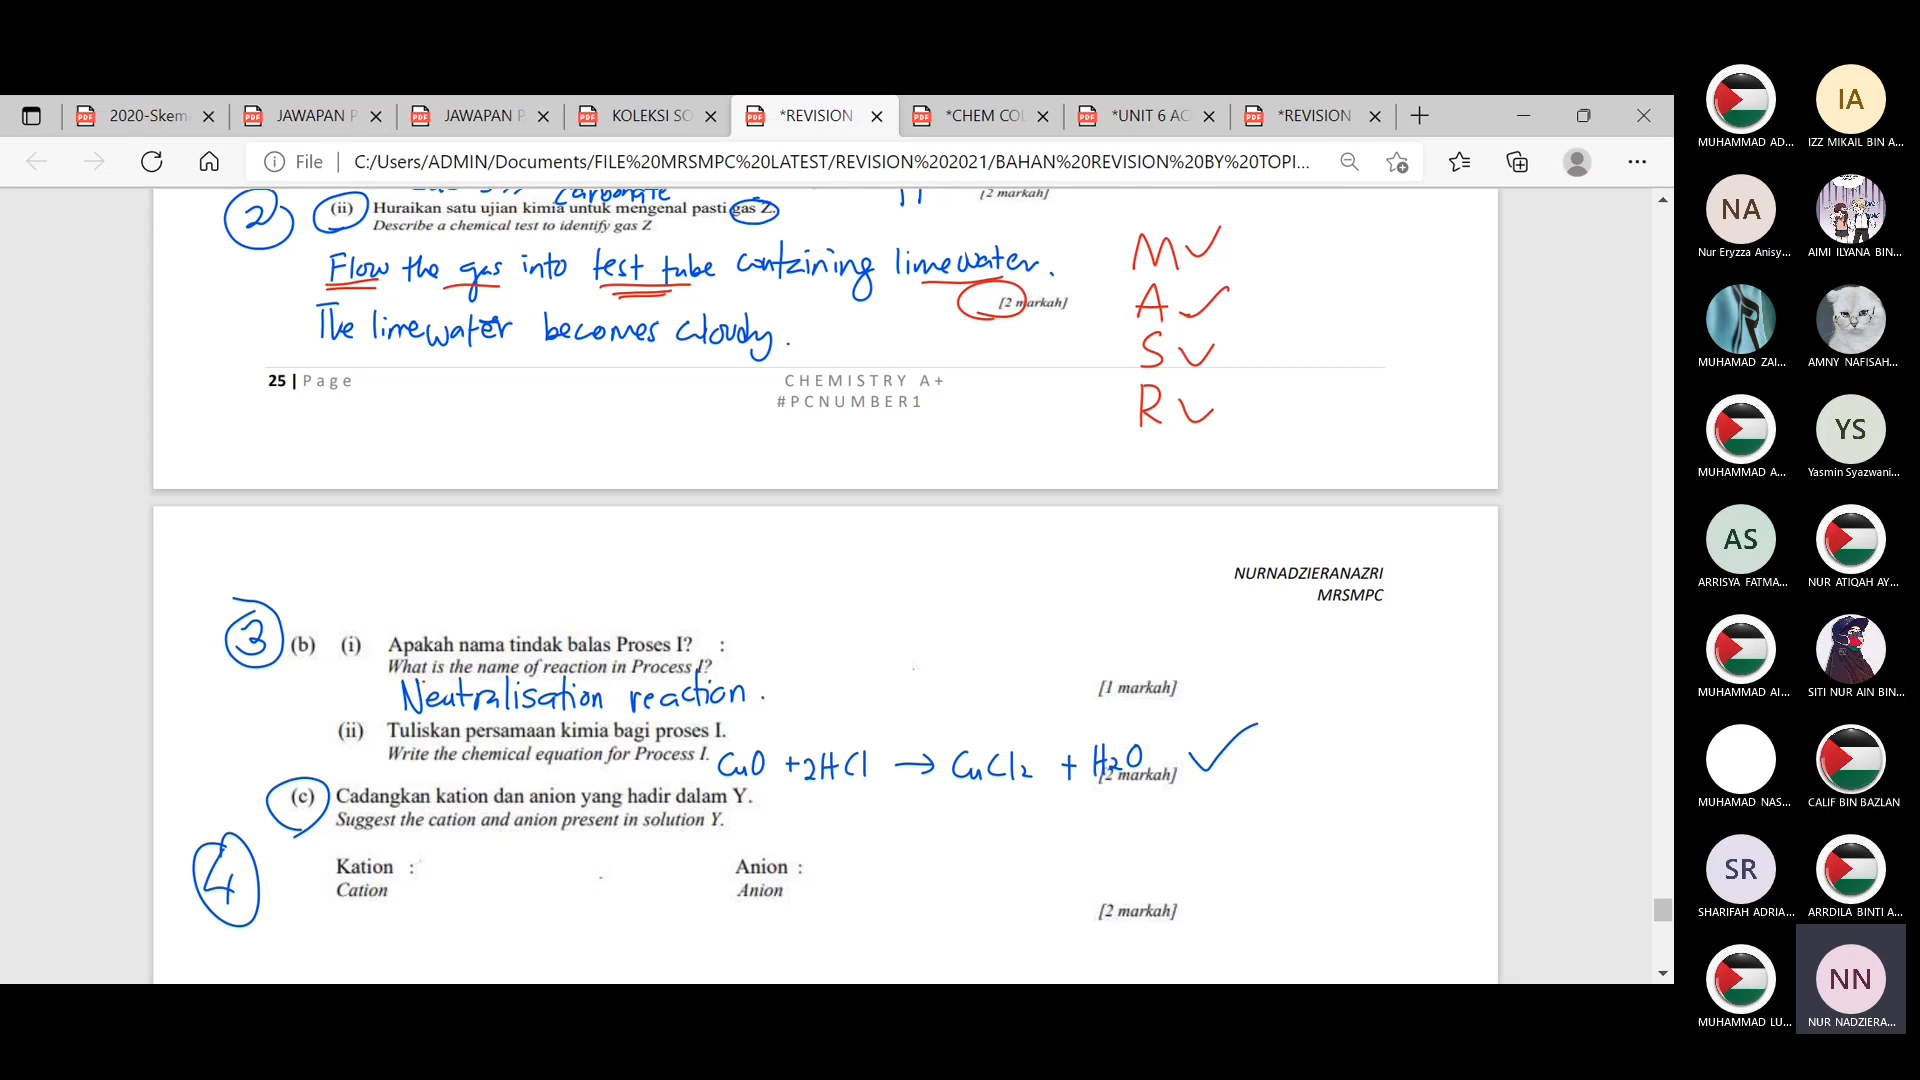 2020-Skem
JAWAPAN P
JAWAPAN P
KOLEKSI SO
*REVISION
*CHEM COL
*UNIT 6 AC
*REVISION
File
C:/Users/ADMIN/Documents/FILE%20MRSMPC%20LATEST/REVISION%202021/BAHAN%20REVISION%20BY%20TOPI...
carbonate
[2 markah]
2
(ii) Huraikan satu ujian kimia untuk mengenal pasti gas Z.
Describe a chemical test to identify gas Z
Flow the gas into test tube containing limewater.
[2 markah]
The limewater becomes cloudy.
M
A
S
R
25 | Page
CHEMISTRY A+
#PCNUMBER1
NURNADZIERANAZRI
MRSMPC
3
(b) (i) Apakah nama tindak balas Proses I? :
What is the name of reaction in Process I?
Neutralisation reaction.
[1 markah]
(ii) Tuliskan persamaan kimia bagi proses I.
Write the chemical equation for Process I.
CuO + 2HCl → CuCl2 + H2O
[2 markah]
(c) Cadangkan kation dan anion yang hadir dalam Y.
Suggest the cation and anion present in solution Y.
4
Kation : Anion :
Cation Anion
[2 markah]
MUHAMMAD AD...
IA
IZZ MIKAIL BIN A...
NA
Nur Eryzza Anisy...
AIMI ILYANA BIN...
MUHAMAD ZAI...
AMNY NAFISAH...
MUHAMMAD A...
YS
Yasmin Syazwani...
AS
ARRISYA FATMA...
NUR ATIQAH AY...
MUHAMMAD AI...
SITI NUR AIN BIN...
MUHAMAD NAS...
CALIF BIN BAZLAN
SR
SHARIFAH ADRIA...
ARRDILA BINTI A...
MUHAMMAD LU...
NN
NUR NADZIERA...